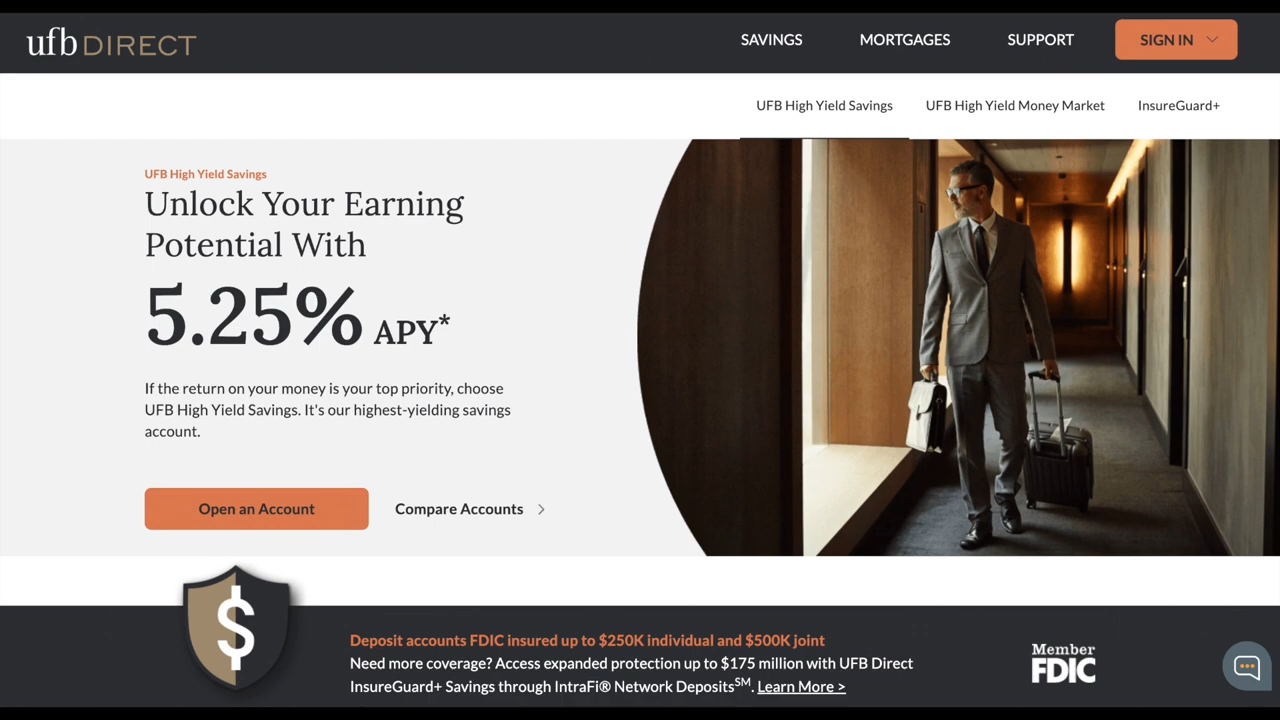 ufb DIRECT
SAVINGS MORTGAGES SUPPORT SIGN IN
UFB High Yield Savings UFB High Yield Money Market InsureGuard+
UFB High Yield Savings
Unlock Your Earning
Potential With
5.25% APY*
If the return on your money is your top priority, choose
UFB High Yield Savings. It's our highest-yielding savings
account.
Open an Account Compare Accounts
$
Deposit accounts FDIC insured up to $250K individual and $500K joint
Need more coverage? Access expanded protection up to $175 million with UFB Direct
InsureGuard+ Savings through IntraFi® Network Deposits℠. Learn More >
Member
FDIC